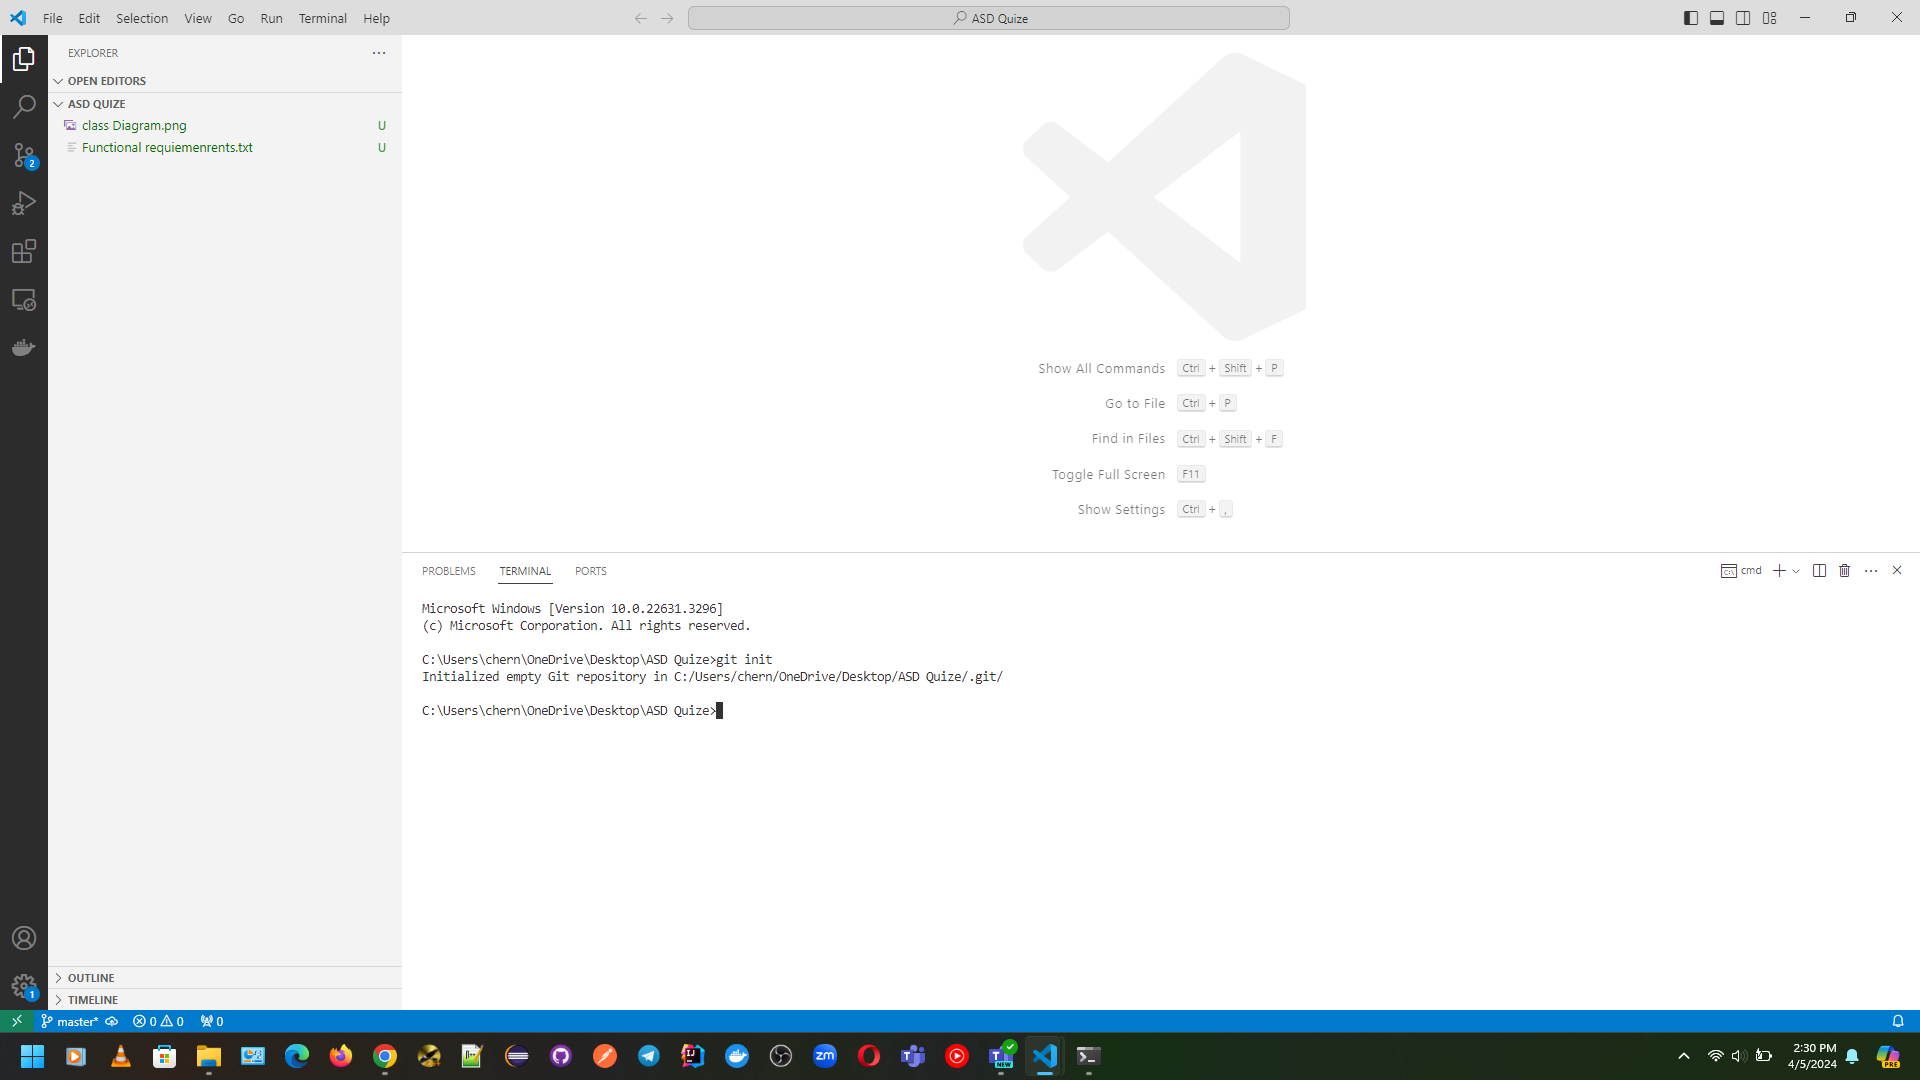 File Edit Selection View Go Run Terminal Help
ASD Quize
EXPLORER
OPEN EDITORS
ASD QUIZE
class Diagram.png U
Functional requiemenrents.txt U
2
Show All Commands Ctrl + Shift + P
Go to File Ctrl + P
Find in Files Ctrl + Shift + F
Toggle Full Screen F11
Show Settings Ctrl + ,
PROBLEMS TERMINAL PORTS
cmd
Microsoft Windows [Version 10.0.22631.3296]
(c) Microsoft Corporation. All rights reserved.
C:\Users\chern\OneDrive\Desktop\ASD Quize>git init
Initialized empty Git repository in C:/Users/chern/OneDrive/Desktop/ASD Quize/.git/
C:\Users\chern\OneDrive\Desktop\ASD Quize>
OUTLINE
1
TIMELINE
master* 0 0 0
zm
NEW
2:30 PM
4/5/2024
PRE